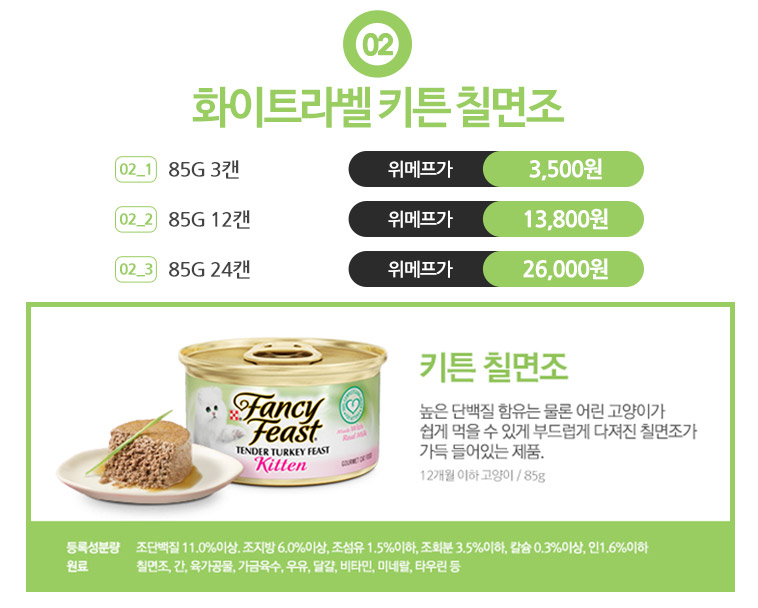 02
화이트라벨 키튼 칠면조
02_1 85G 3캔 위메프가 3,500원
02_2 85G 12캔 위메프가 13,800원
02_3 85G 24캔 위메프가 26,000원
키튼 칠면조
높은 단백질 함유는 물론 어린 고양이가
쉽게 먹을 수 있게 부드럽게 다져진 칠면조가
가득 들어있는 제품.
12개월 이하 고양이 / 85g
Fancy
Feast
Made With
Real Milk
TENDER TURKEY FEAST
Kitten
GOURMET CAT FOOD
등록성분량 조단백질 11.0%이상. 조지방 6.0%이상, 조섬유 1.5%이하, 조회분 3.5%이하, 칼슘 0.3%이상, 인1.6%이하
원료 칠면조, 간, 육가공물, 가금육수, 우유, 달걀, 비타민, 미네랄, 타우린 등